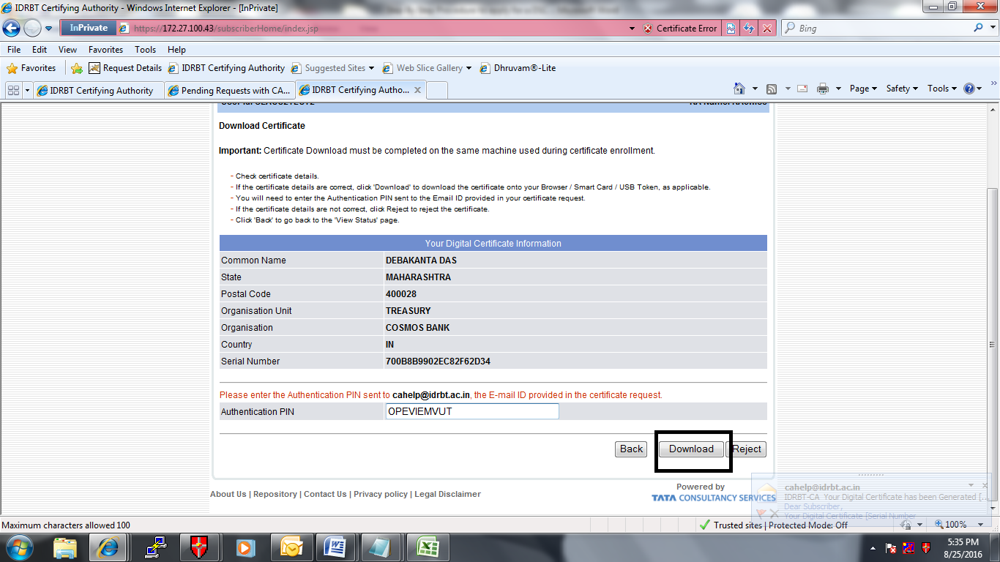 IDRBT Certifying Authority - Windows Internet Explorer - [InPrivate]
InPrivate https://172.27.100.43/subscriberHome/index.jsp Certificate Error Bing
File Edit View Favorites Tools Help
Favorites Request Details IDRBT Certifying Authority Suggested Sites Web Slice Gallery Dhruvam®-Lite
IDRBT Certifying Authority Pending Requests with CA... IDRBT Certifying Autho... Page Safety Tools
Download Certificate
Important: Certificate Download must be completed on the same machine used during certificate enrollment.
- Check certificate details.
- If the certificate details are correct, click 'Download' to download the certificate onto your Browser / Smart Card / USB Token, as applicable.
- You will need to enter the Authentication PIN sent to the Email ID provided in your certificate request.
- If the certificate details are not correct, click Reject to reject the certificate.
- Click 'Back' to go back to the 'View Status' page.
Your Digital Certificate Information
Common Name DEBAKANTA DAS
State MAHARASHTRA
Postal Code 400028
Organisation Unit TREASURY
Organisation COSMOS BANK
Country IN
Serial Number 700B8B9902EC82F62D34
Please enter the Authentication PIN sent to cahelp@idrbt.ac.in, the E-mail ID provided in the certificate request.
Authentication PIN OPEVIEMVUT
Back Download Reject
Powered by
TATA CONSULTANCY SERVICES
About Us | Repository | Contact Us | Privacy policy | Legal Disclaimer
cahelp@idrbt.ac.in
IDRBT-CA Your Digital Certificate has been Generated [...
Dear Subscriber,
Your Digital Certificate [Serial Number
Maximum characters allowed 100 Trusted sites | Protected Mode: Off 100%
5:35 PM
8/25/2016